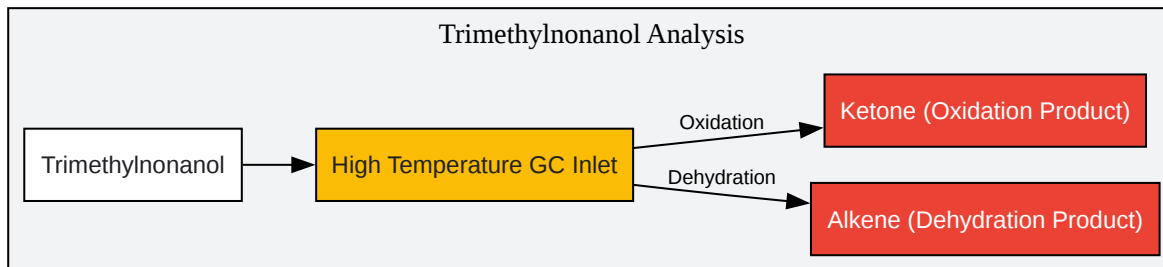 Trimethylnonanol Analysis
Trimethylnonanol
High Temperature GC Inlet
Oxidation
Ketone (Oxidation Product)
Dehydration
Alkene (Dehydration Product)